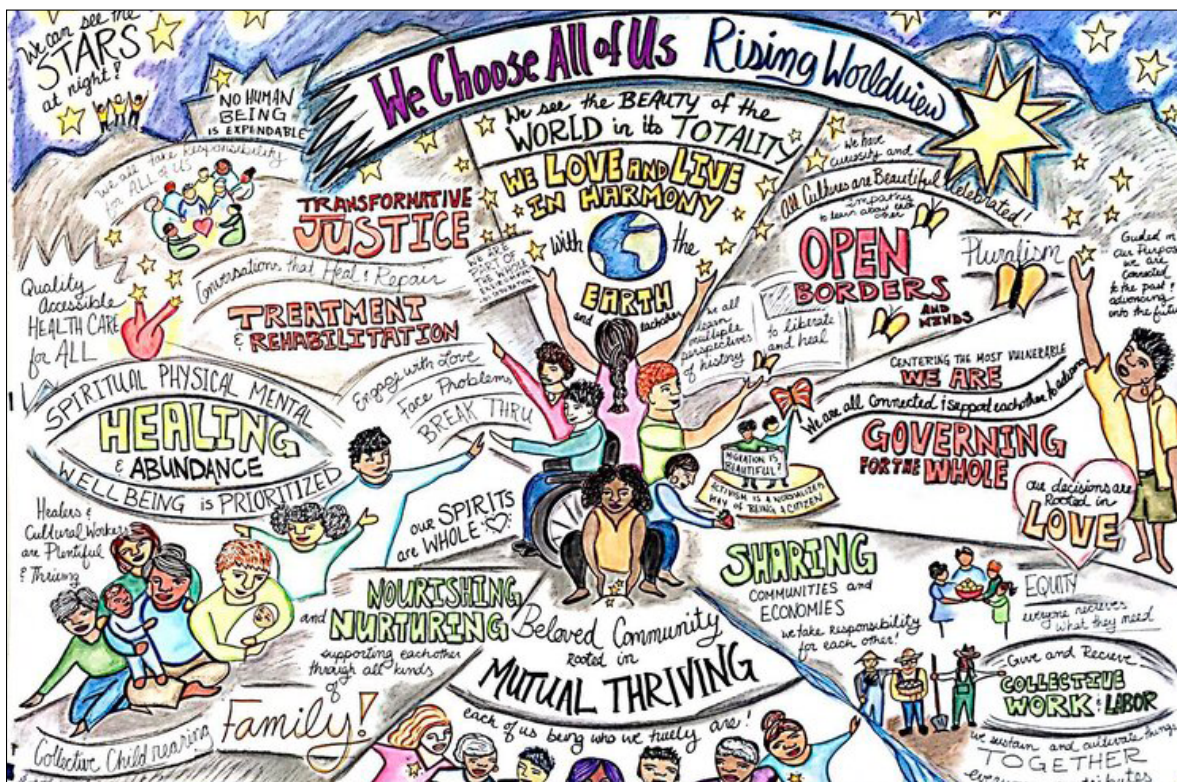 We can see the
STARS
at night!
We Choose All of Us Rising Worldview
NO HUMAN
BEING
IS EXPENDABLE
We all take Responsibility
for ALL of US
TRANSFORMATIVE
JUSTICE
Conversations that Heal & Repair
TREATMENT
& REHABILITATION
Quality
Accessible
HEALTH CARE
for ALL
We see the BEAUTY of the
WORLD in its TOTALITY
WE LOVE AND LIVE
IN HARMONY
With the
EARTH
and eachother
WE ARE
PART OF
THE WHOLE
we have
curiosity and
empathy
to learn about each
other
All Cultures are Beautiful & Celebrated!
OPEN
BORDERS
AND
MINDS
Pluralism
Guided in
our Purpose
we are
connected
to the past &
advancing
into the future
we all
learn
multiple
perspectives
of history
to liberate
and heal
CENTERING THE MOST VULNERABLE
WE ARE
We are all Connected & support eachother to action
GOVERNING
FOR THE WHOLE
our decisions are
Rooted in
LOVE
SPIRITUAL PHYSICAL MENTAL
HEALING
& ABUNDANCE
WELLBEING is PRIORITIZED
Engage with Love
Face Problems
BREAK THRU
MIGRATION IS
BEAUTIFUL!
ACTIVISM IS A NORMALIZED
WAY OF BEING A CITIZEN
Healers &
Cultural Workers
are Plentiful
& Thriving
our SPIRITS
are WHOLE
NOURISHING
and NURTURING
supporting eachother
through all kinds
of
Family!
Collective Child rearing
Beloved Community
rooted in
MUTUAL THRIVING
each of us being who we truely are!
SHARING
COMMUNITIES and
ECONOMIES
we take Responsibility
for each other!
EQUITY
everyone recieves
what they need
Give and Recieve
COLLECTIVE
WORK & LABOR
we sustain and cultivate things
TOGETHER